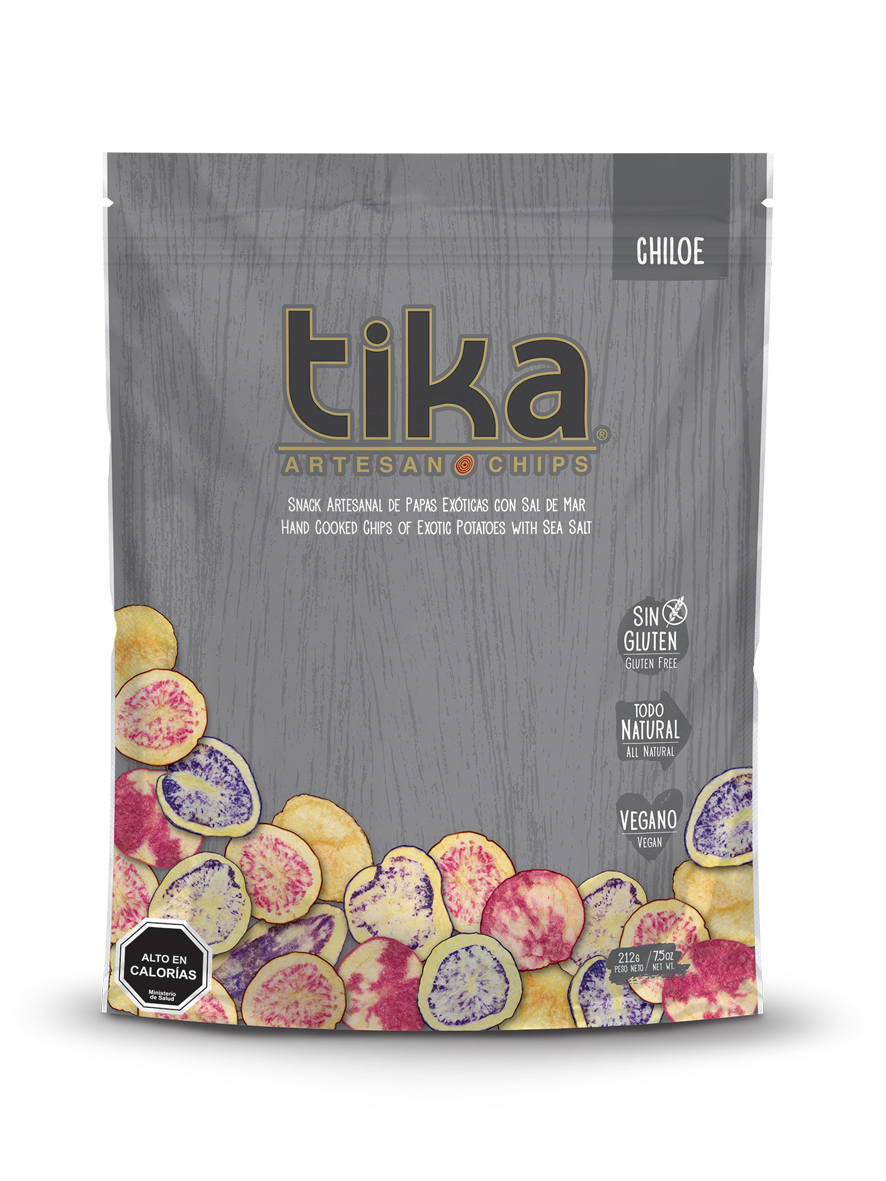 CHILOE
tika®
ARTESANO CHIPS
Snack Artesanal de Papas Exóticas con Sal de Mar
Hand Cooked Chips of Exotic Potatoes with Sea Salt
SIN
GLUTEN
GLUTEN FREE
TODO
NATURAL
ALL NATURAL
VEGANO
VEGAN
ALTO EN
CALORÍAS
Ministerio
de Salud
212g / 7.5oz
PESO NETO / NET WT.